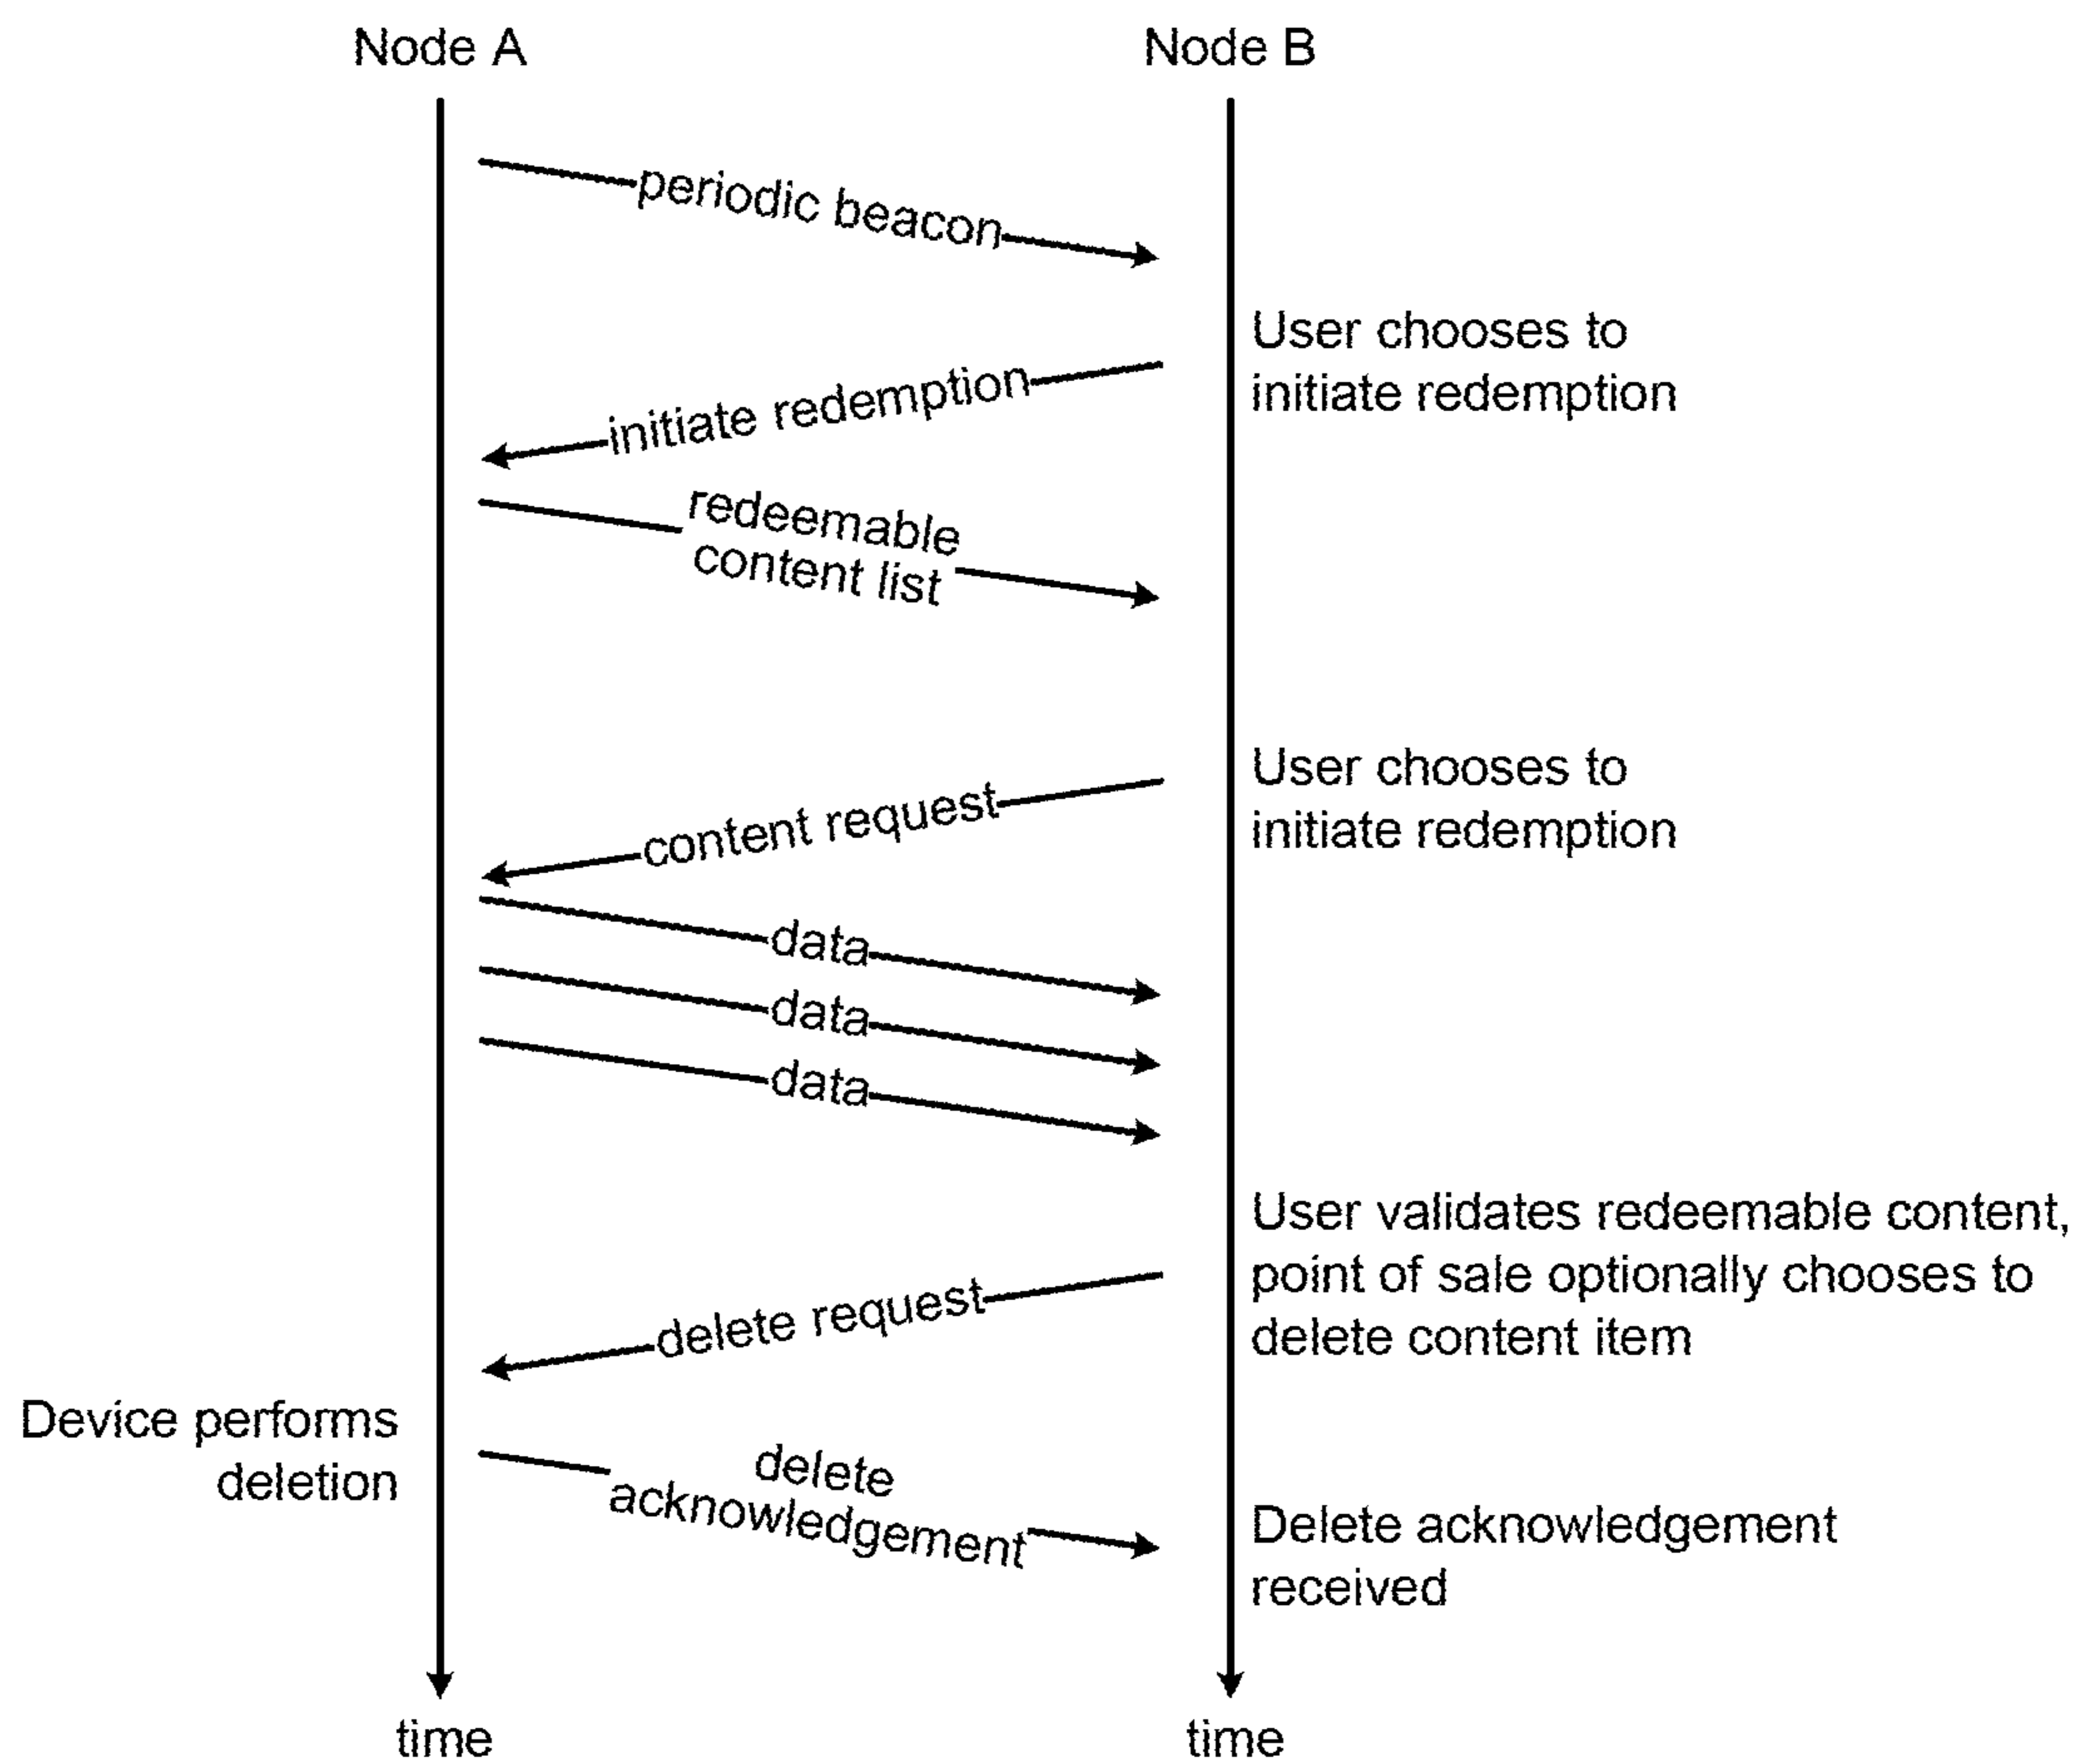 Node A
Node B
periodic beacon
User chooses to
initiate redemption
initiate redemption
redeemable
content list
User chooses to
initiate redemption
content request
data
data
data
User validates redeemable content,
point of sale optionally chooses to
delete content item
delete request
Device performs
deletion
delete
acknowledgement
Delete acknowledgement
received
time
time